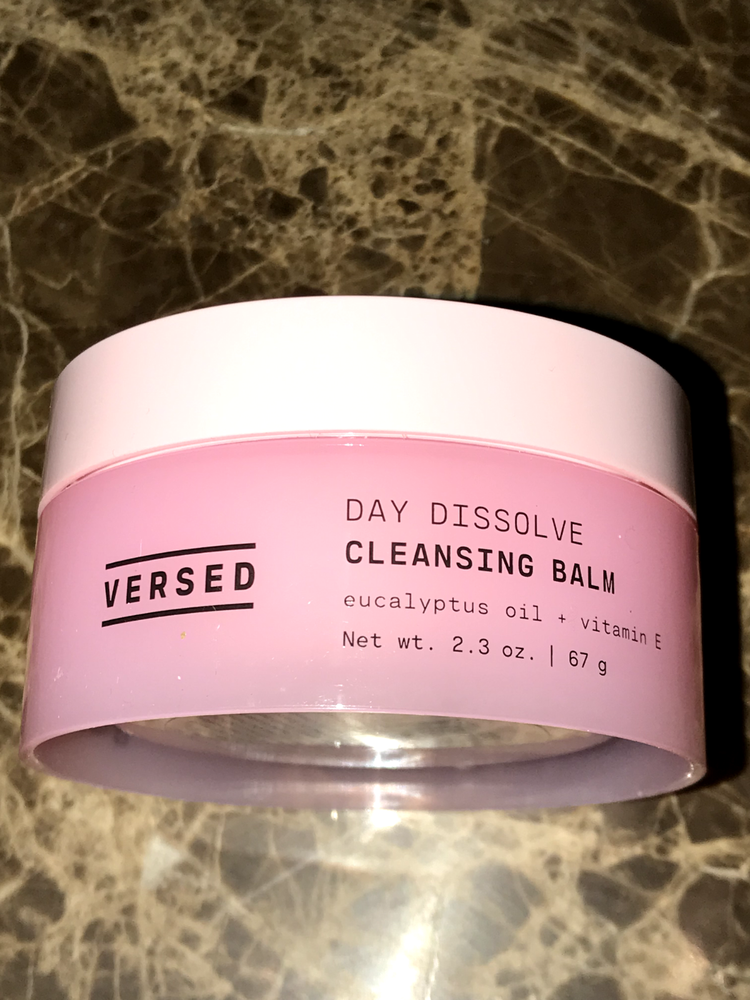 VERSED
DAY DISSOLVE
CLEANSING BALM
eucalyptus oil + vitamin E
Net wt. 2.3 oz. | 67 g